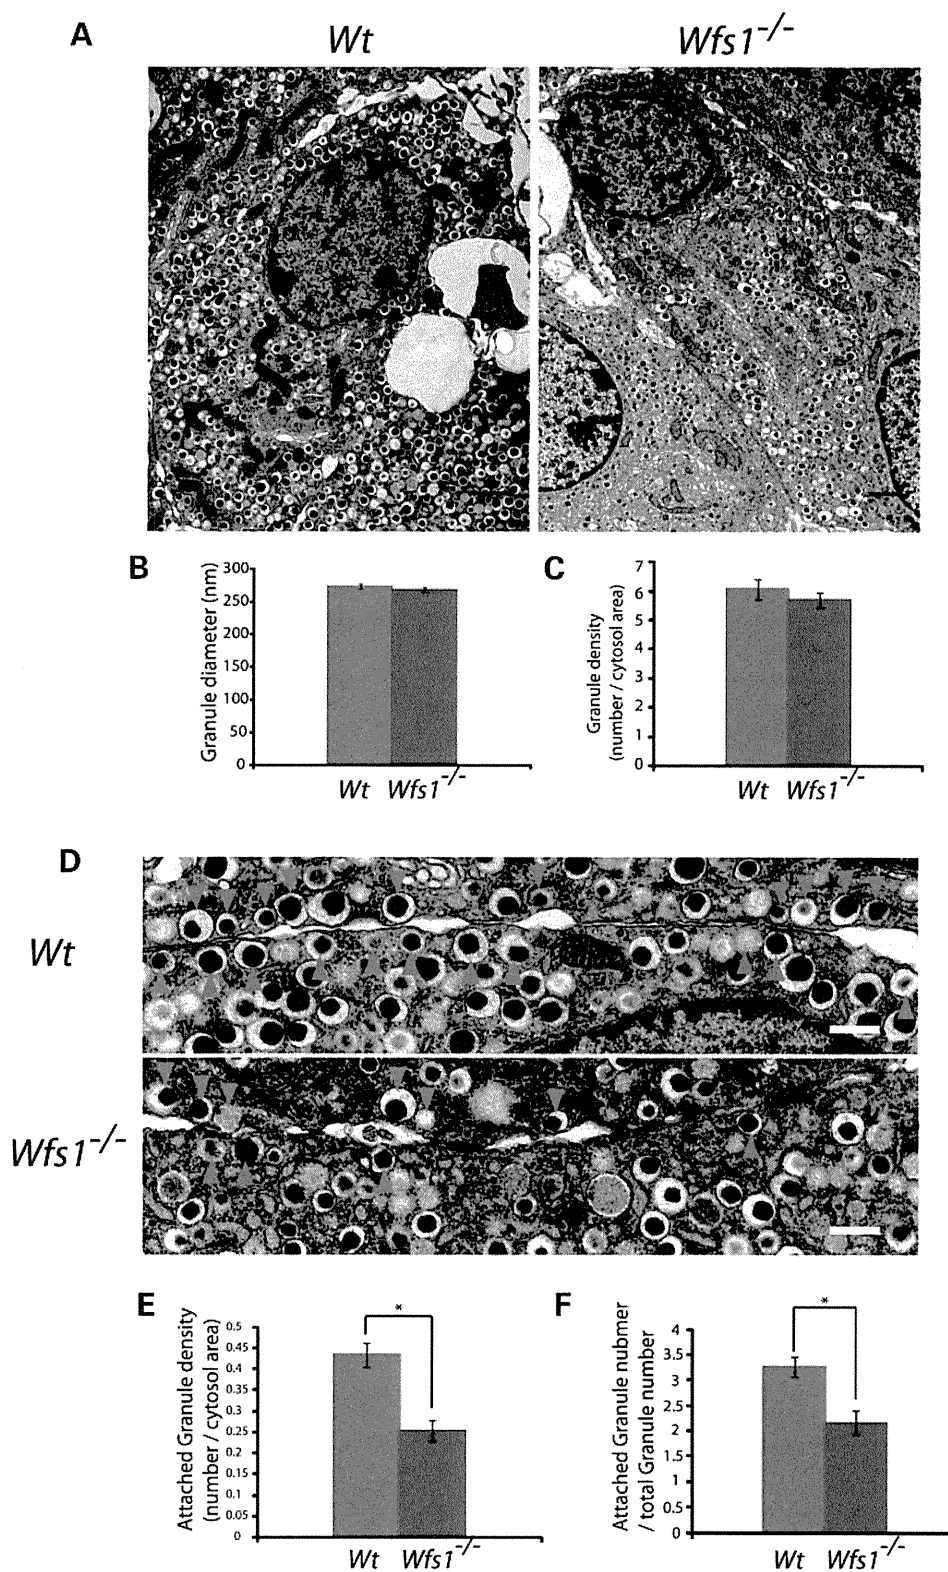 A
Wt
Wfs1-/-
B
Granule diameter (nm)
300
250
200
150
100
50
0
Wt Wfs1-/-
C
Granule density
(number / cytosol area)
7
6
5
4
3
2
1
0
Wt Wfs1-/-
D
Wt
Wfs1-/-
E
Attached Granule density
(number / cytosol area)
0.5
0.45
0.4
0.35
0.3
0.25
0.2
0.15
0.1
0.05
0
*
Wt Wfs1-/-
F
Attached Granule nubmer
/ total Granule number
4
3.5
3
2.5
2
1.5
1
0.5
0
*
Wt Wfs1-/-